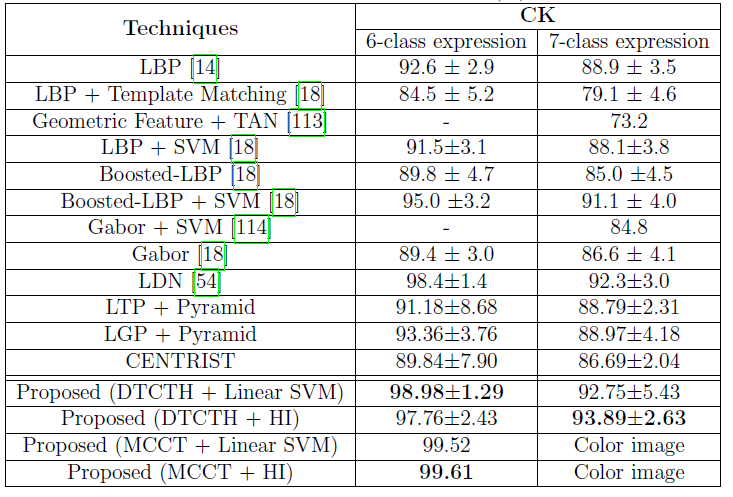 Techniques CK
6-class expression 7-class expression
LBP [14] 92.6 ± 2.9 88.9 ± 3.5
LBP + Template Matching [18] 84.5 ± 5.2 79.1 ± 4.6
Geometric Feature + TAN [113] - 73.2
LBP + SVM [18] 91.5±3.1 88.1±3.8
Boosted-LBP [18] 89.8 ± 4.7 85.0 ±4.5
Boosted-LBP + SVM [18] 95.0 ±3.2 91.1 ± 4.0
Gabor + SVM [114] - 84.8
Gabor [18] 89.4 ± 3.0 86.6 ± 4.1
LDN [54] 98.4±1.4 92.3±3.0
LTP + Pyramid 91.18±8.68 88.79±2.31
LGP + Pyramid 93.36±3.76 88.97±4.18
CENTRIST 89.84±7.90 86.69±2.04
Proposed (DTCTH + Linear SVM) 98.98±1.29 92.75±5.43
Proposed (DTCTH + HI) 97.76±2.43 93.89±2.63
Proposed (MCCT + Linear SVM) 99.52 Color image
Proposed (MCCT + HI) 99.61 Color image